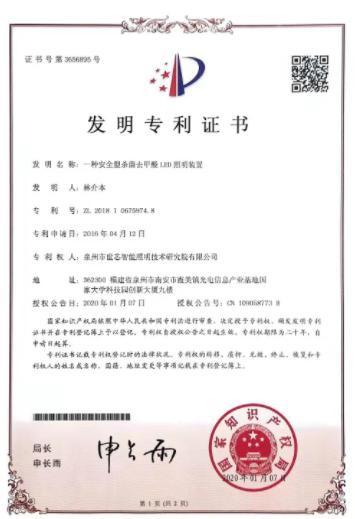 证书号第3656895号
发明专利证书
发明名称：一种安全型杀菌去甲醛LED照明装置
发明人：林介本
专利号：ZL 2018 1 0675974.8
专利申请日：2018年04月12日
专利权人：泉州市蓝芯智能照明技术研究院有限公司
地址：362300 福建省泉州市南安市霞美镇光电信息产业基地国
家大学科技园创新大厦九楼
授权公告日：2020年01月07日 授权公告号：CN 109058773 B
国家知识产权局依照中华人民共和国专利法进行审查，决定授予专利权，颁发发明专利
证书并在专利登记簿上予以登记。专利权自授权公告之日起生效。专利权期限为二十年，自
申请日起算。
专利证书记载专利权登记时的法律状况。专利权的转移、质押、无效、终止、恢复和专利
权人的姓名或名称、国籍、地址变更等事项记载在专利登记簿上。
局长
申长雨
申长雨
国家知识产权局
2020年01月07日
第1页(共2页)